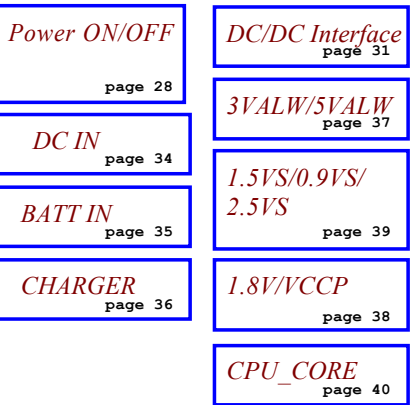 Power ON/OFF
page 28
DC IN
page 34
BATT IN
page 35
CHARGER
page 36
DC/DC Interface
page 31
3VALW/5VALW
page 37
1.5VS/0.9VS/
2.5VS
page 39
1.8V/VCCP
page 38
CPU_CORE
page 40